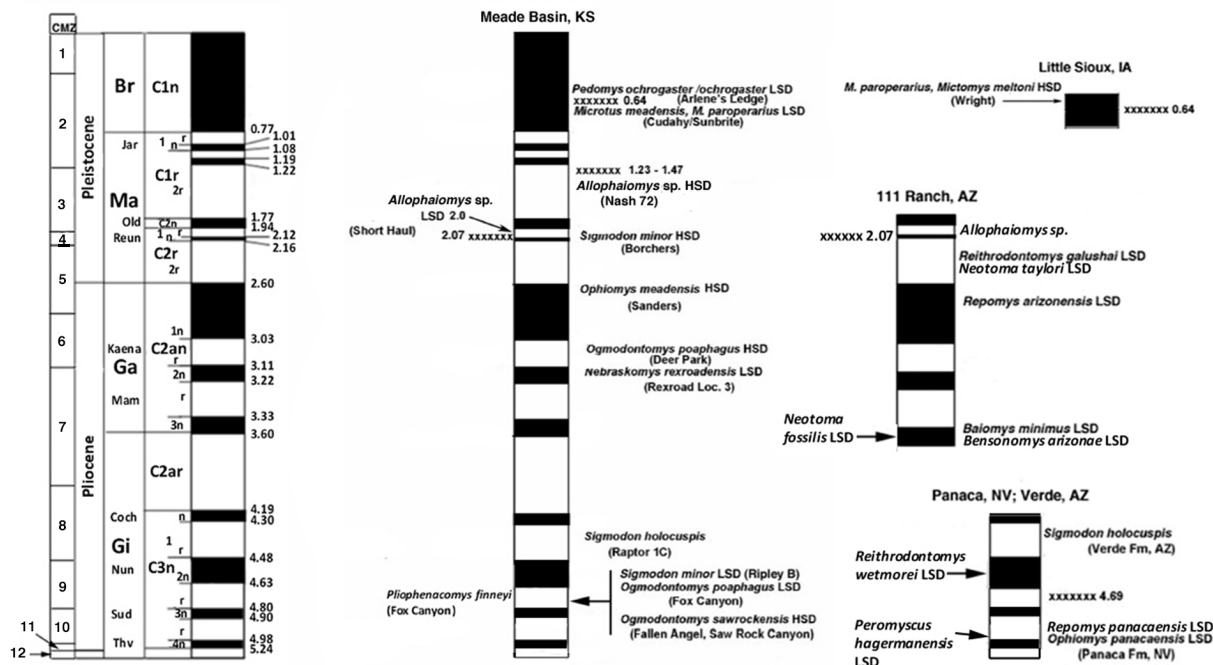 CMZ
1
2
3
4
5
6
7
8
9
10
11
12
Pleistocene
Pliocene
Br
Jar
Ma
Old
Reun
Kaena
Ga
Mam
Coch
Gi
Nun
Sud
Thv
C1n
1 r
n
C1r
2r
C2n
1 r
n
C2r
2r
1n
C2an
r
2n
r
3n
C2ar
n
1
r
C3n
2n
r
3n
r
4n
0.77
1.01
1.08
1.19
1.22
1.77
1.94
2.12
2.16
2.60
3.03
3.11
3.22
3.33
3.60
4.19
4.30
4.48
4.63
4.80
4.90
4.98
5.24
Meade Basin, KS
Pedomys ochrogaster /ochrogaster LSD
xxxxxxx 0.64 (Arlene's Ledge)
Microtus meadensis, M. paroperarius LSD
(Cudahy/Sunbrite)
xxxxxxx 1.23 - 1.47
Allophaiomys sp. HSD
(Nash 72)
Allophaiomys sp.
LSD 2.0
(Short Haul)
2.07 xxxxxxx
Sigmodon minor HSD
(Borchers)
Ophiomys meadensis HSD
(Sanders)
Ogmodontomys poaphagus HSD
(Deer Park)
Nebraskomys rexroadensis LSD
(Rexroad Loc. 3)
Sigmodon holocuspis
(Raptor 1C)
Pliophenacomys finneyi
(Fox Canyon)
Sigmodon minor LSD (Ripley B)
Ogmodontomys poaphagus LSD
(Fox Canyon)
Ogmodontomys sawrockensis HSD
(Fallen Angel, Saw Rock Canyon)
Little Sioux, IA
M. paroperarius, Mictomys meltoni HSD
(Wright)
xxxxxxx 0.64
111 Ranch, AZ
Allophaiomys sp.
xxxxxx 2.07
Reithrodontomys galushai LSD
Neotoma taylori LSD
Repomys arizonensis LSD
Neotoma
fossilis LSD
Baiomys minimus LSD
Bensonomys arizonae LSD
Panaca, NV; Verde, AZ
Sigmodon holocuspis
(Verde Fm, AZ)
Reithrodontomys
wetmorei LSD
xxxxxxx 4.69
Peromyscus
hagermanensis
LSD
Repomys panacaensis LSD
Ophiomys panacaensis LSD
(Panaca Fm, NV)